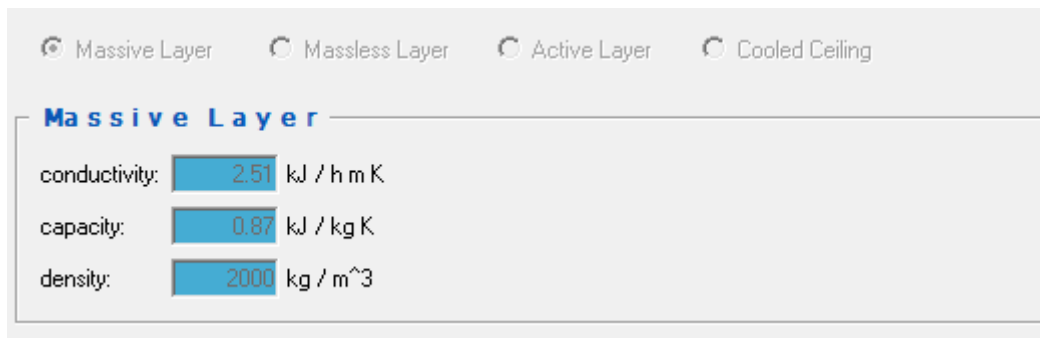 Massive Layer Massless Layer Active Layer Cooled Ceiling
Massive Layer
conductivity: 2.51 kJ / h m K
capacity: 0.87 kJ / kg K
density: 2000 kg / m^3